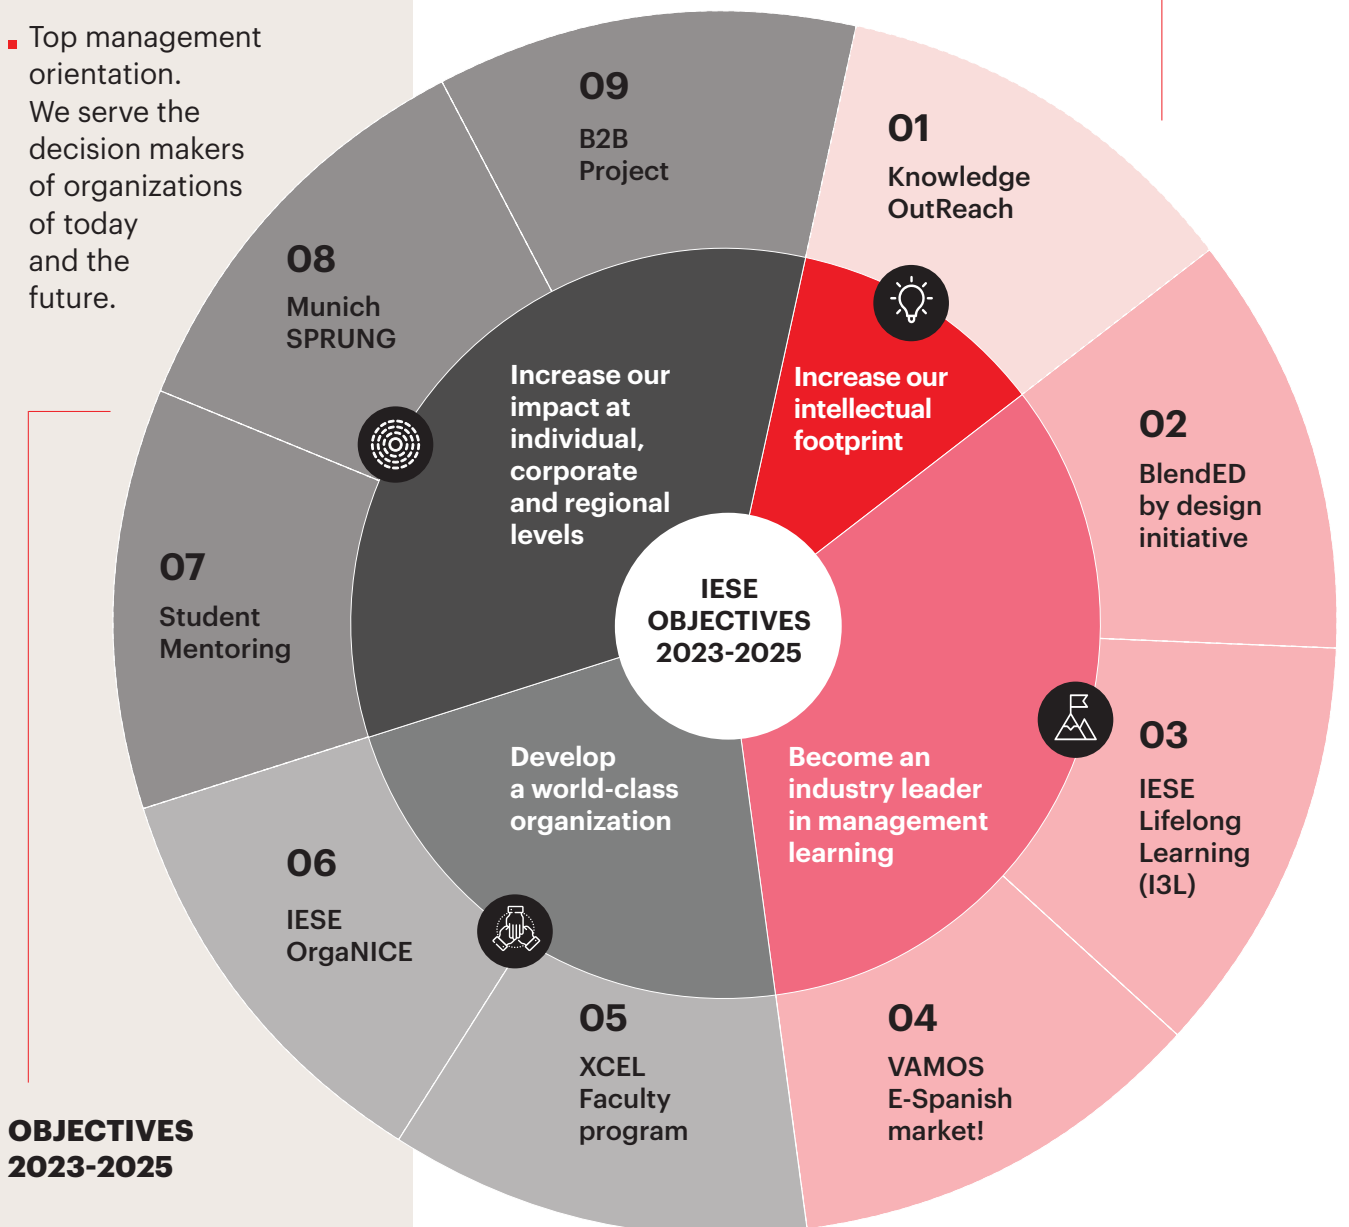 Top management
orientation.
We serve the
decision makers
of organizations
of today
and the
future.
09
B2B
Project
01
Knowledge
OutReach
08
Munich
SPRUNG
Increase our
impact at
individual,
corporate
and regional
levels
Increase our
intellectual
footprint
02
BlendED
by design
initiative
07
Student
Mentoring
IESE
OBJECTIVES
2023-2025
03
IESE
Lifelong
Learning
(I3L)
Develop
a world-class
organization
Become an
industry leader
in management
learning
06
IESE
OrgaNICE
05
XCEL
Faculty
program
04
VAMOS
E-Spanish
market!
OBJECTIVES
2023-2025